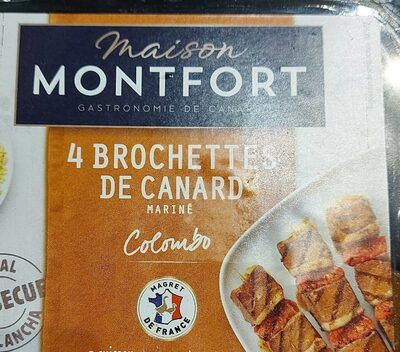 Maison
MONTFORT
GASTRONOMIE DE CANARD
4 BROCHETTES
DE CANARD
MARINÉ
Colombo
MAGRET
DE FRANCE